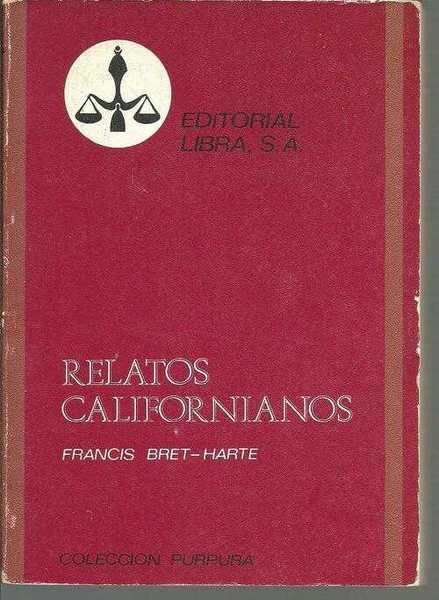 EDITORIAL
LIBRA, S.A.
RELATOS
CALIFORNIANOS
FRANCIS BRET-HARTE
COLECCION PURPURA